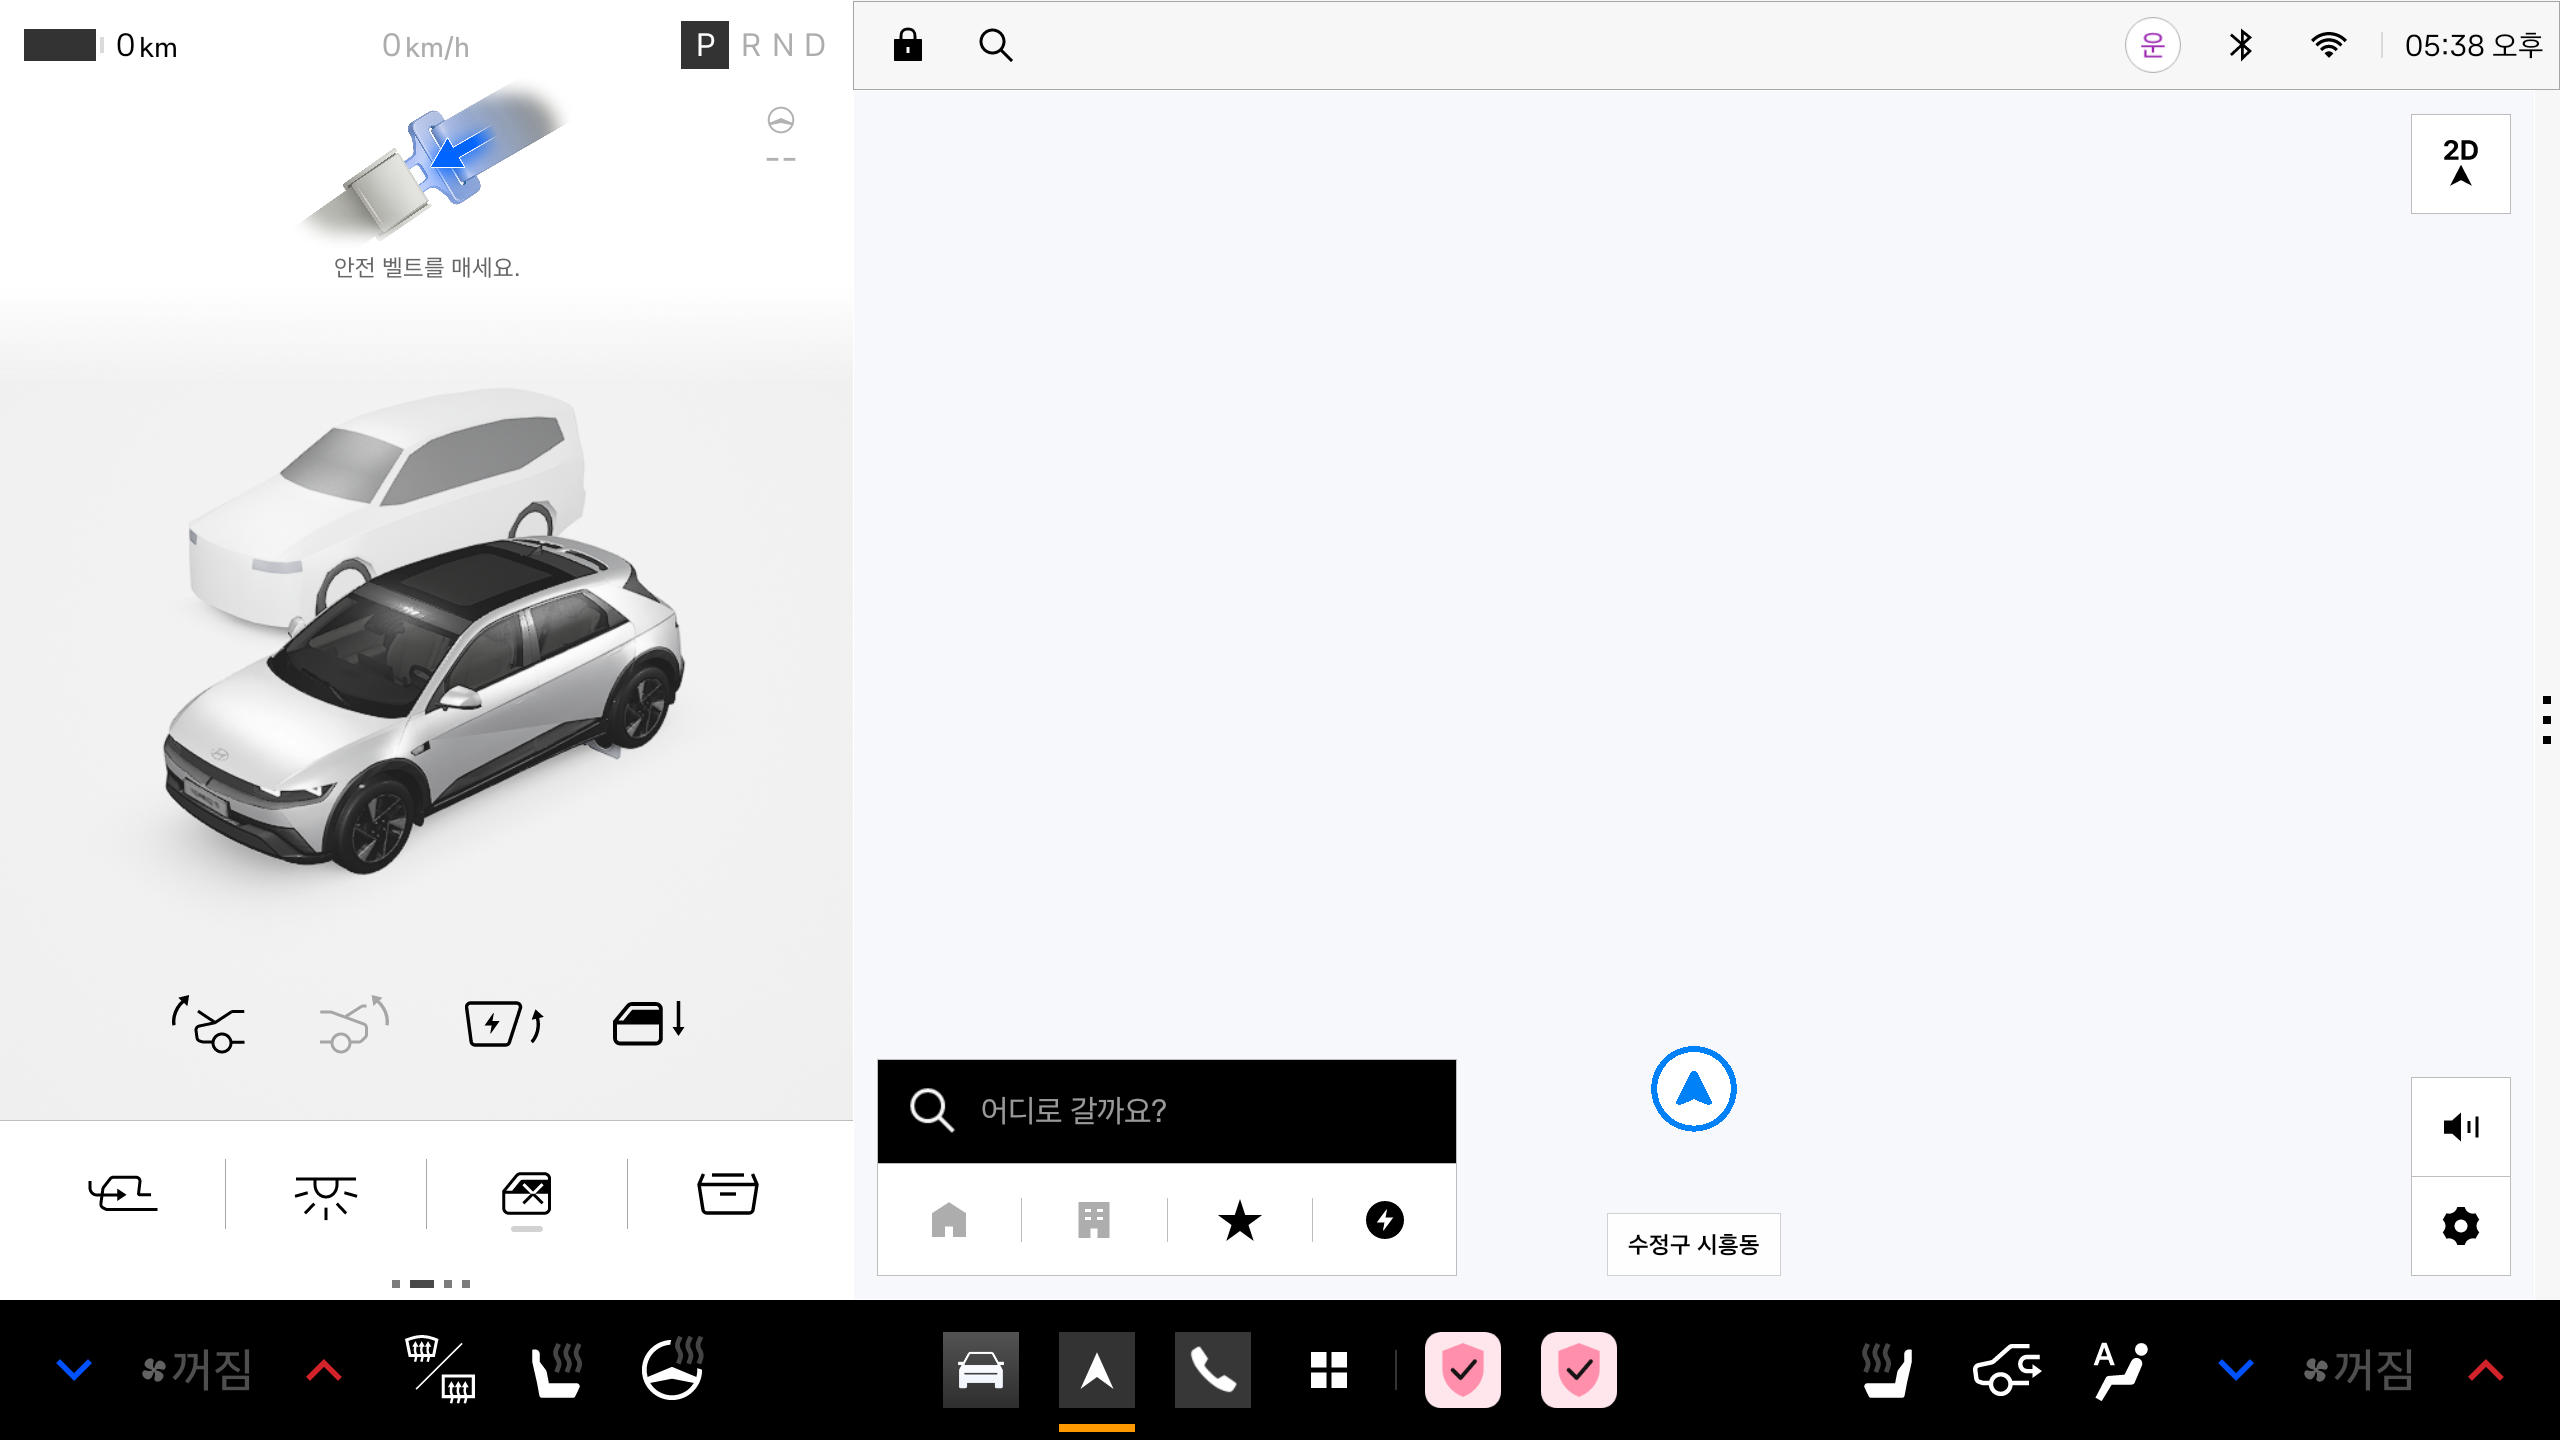 0 km
0 km/h
P R N D
운
05:38 오후
안전 벨트를 매세요.
2D
어디로 갈까요?
수정구 시흥동
꺼짐
A
꺼짐